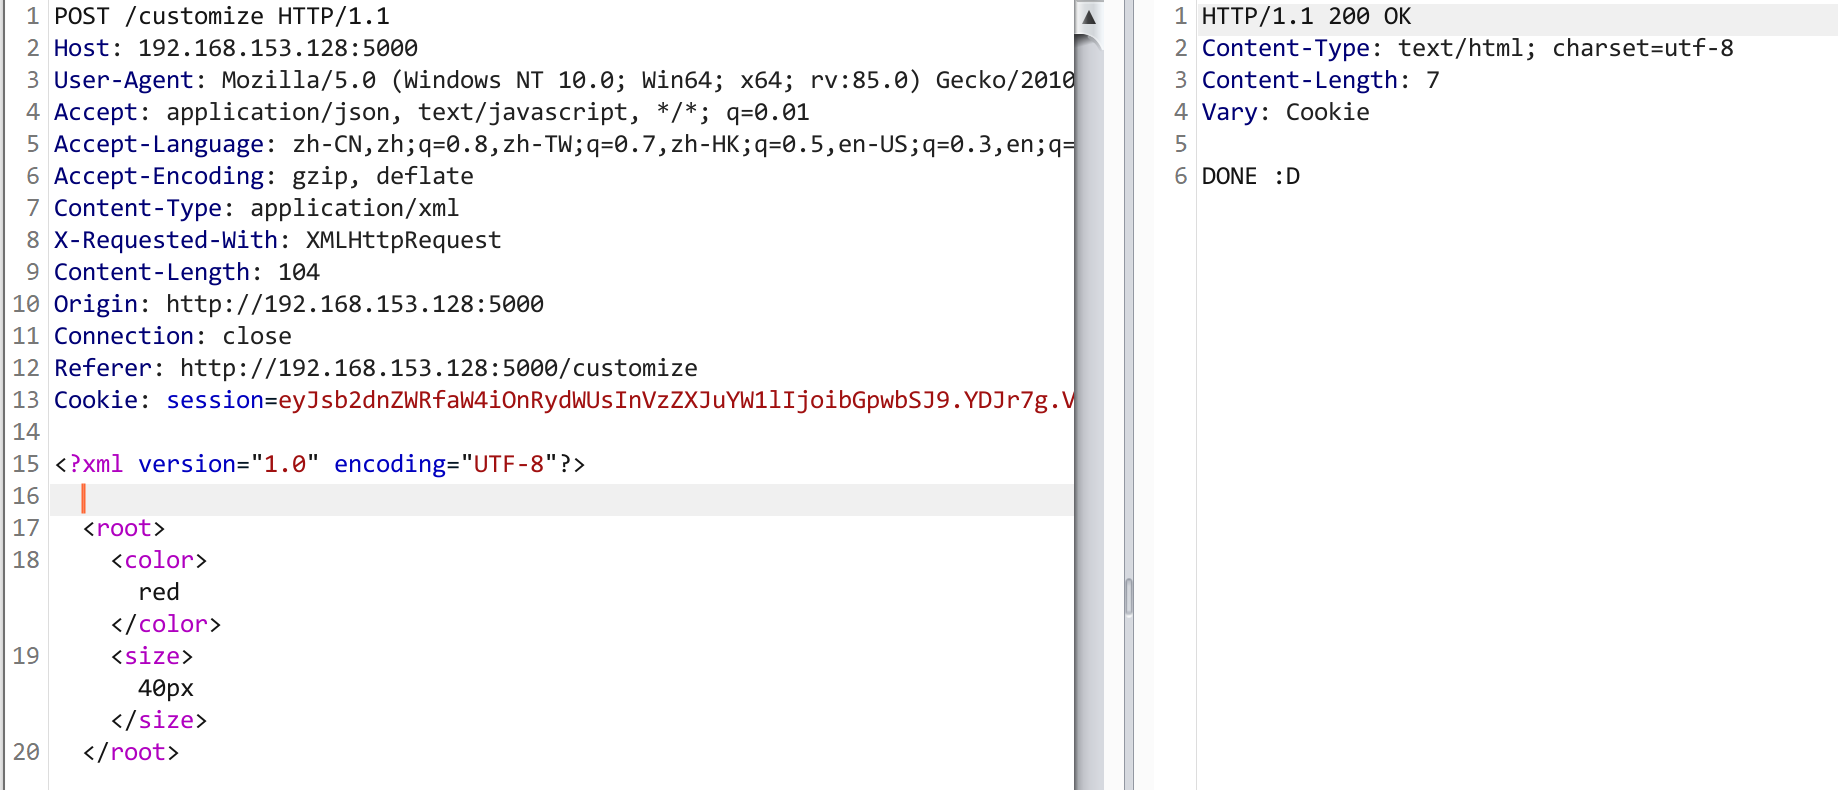 1 POST /customize HTTP/1.1
2 Host: 192.168.153.128:5000
3 User-Agent: Mozilla/5.0 (Windows NT 10.0; Win64; x64; rv:85.0) Gecko/2010
4 Accept: application/json, text/javascript, */*; q=0.01
5 Accept-Language: zh-CN,zh;q=0.8,zh-TW;q=0.7,zh-HK;q=0.5,en-US;q=0.3,en;q=
6 Accept-Encoding: gzip, deflate
7 Content-Type: application/xml
8 X-Requested-With: XMLHttpRequest
9 Content-Length: 104
10 Origin: http://192.168.153.128:5000
11 Connection: close
12 Referer: http://192.168.153.128:5000/customize
13 Cookie: session=eyJsb2dnZWRfaW4iOnRydWUsInVzZXJuYW1lIjoibGpwbSJ9.YDJr7g.V
14
15 <?xml version="1.0" encoding="UTF-8"?>
16
17 <root>
18 <color>
red
</color>
19 <size>
40px
</size>
20 </root>
1 HTTP/1.1 200 OK
2 Content-Type: text/html; charset=utf-8
3 Content-Length: 7
4 Vary: Cookie
5
6 DONE :D